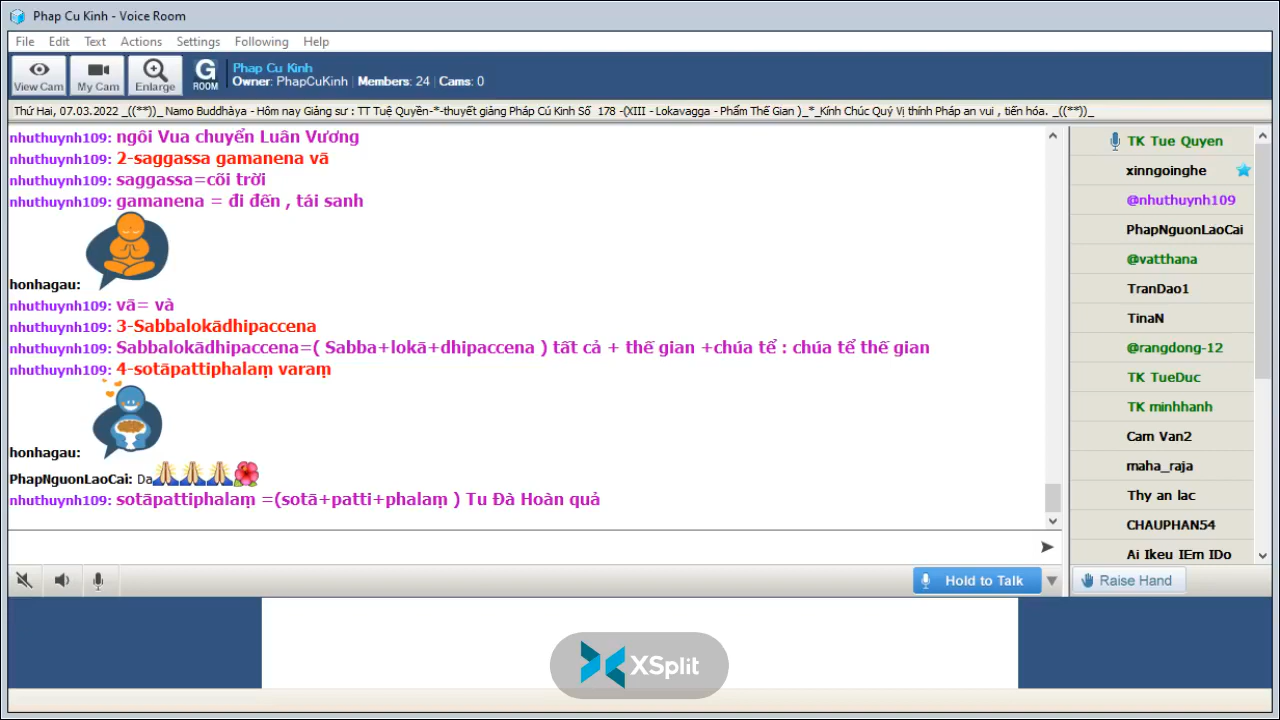 Phap Cu Kinh - Voice Room
File Edit Text Actions Settings Following Help
View Cam My Cam Enlarge G ROOM
Phap Cu Kinh
Owner: PhapCuKinh | Members: 24 | Cams: 0
Thứ Hai, 07.03.2022 _((**))_ Namo Buddhàya - Hôm nay Giảng sư : TT Tuệ Quyền-*-thuyết giảng Pháp Cú Kinh Số 178 -(XIII - Lokavagga - Phẩm Thế Gian )_*_Kính Chúc Quý Vị thính Pháp an vui , tiến hóa. _((**))_
nhuthuynh109: ngôi Vua chuyển Luân Vương
nhuthuynh109: 2-saggassa gamanena vā
nhuthuynh109: saggassa=cõi trời
nhuthuynh109: gamanena = đi đến , tái sanh
honhagau:
nhuthuynh109: vā= và
nhuthuynh109: 3-Sabbalokādhipaccena
nhuthuynh109: Sabbalokādhipaccena=( Sabba+lokā+dhipaccena ) tất cả + thế gian +chúa tể : chúa tể thế gian
nhuthuynh109: 4-sotāpattiphalaṃ varaṃ
honhagau:
PhapNguonLaoCai: Da🙏🙏🙏🌺
nhuthuynh109: sotāpattiphalaṃ =(sotā+patti+phalaṃ ) Tu Đà Hoàn quả
TK Tue Quyen
xinngoinghe
@nhuthuynh109
PhapNguonLaoCai
@vatthana
TranDao1
TinaN
@rangdong-12
TK TueDuc
TK minhhanh
Cam Van2
maha_raja
Thy an lac
CHAUPHAN54
Ai Ikeu IEm IDo
Hold to Talk
Raise Hand
XSplit